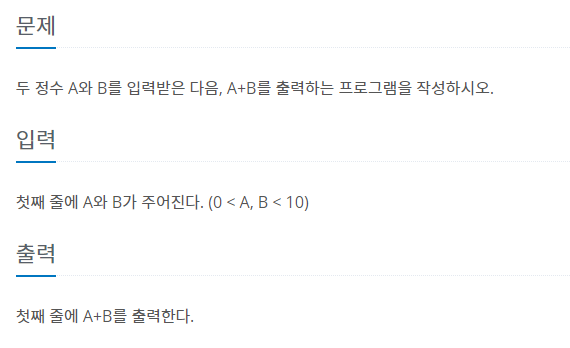 문제
두 정수 A와 B를 입력받은 다음, A+B를 출력하는 프로그램을 작성하시오.
입력
첫째 줄에 A와 B가 주어진다. (0 < A, B < 10)
출력
첫째 줄에 A+B를 출력한다.